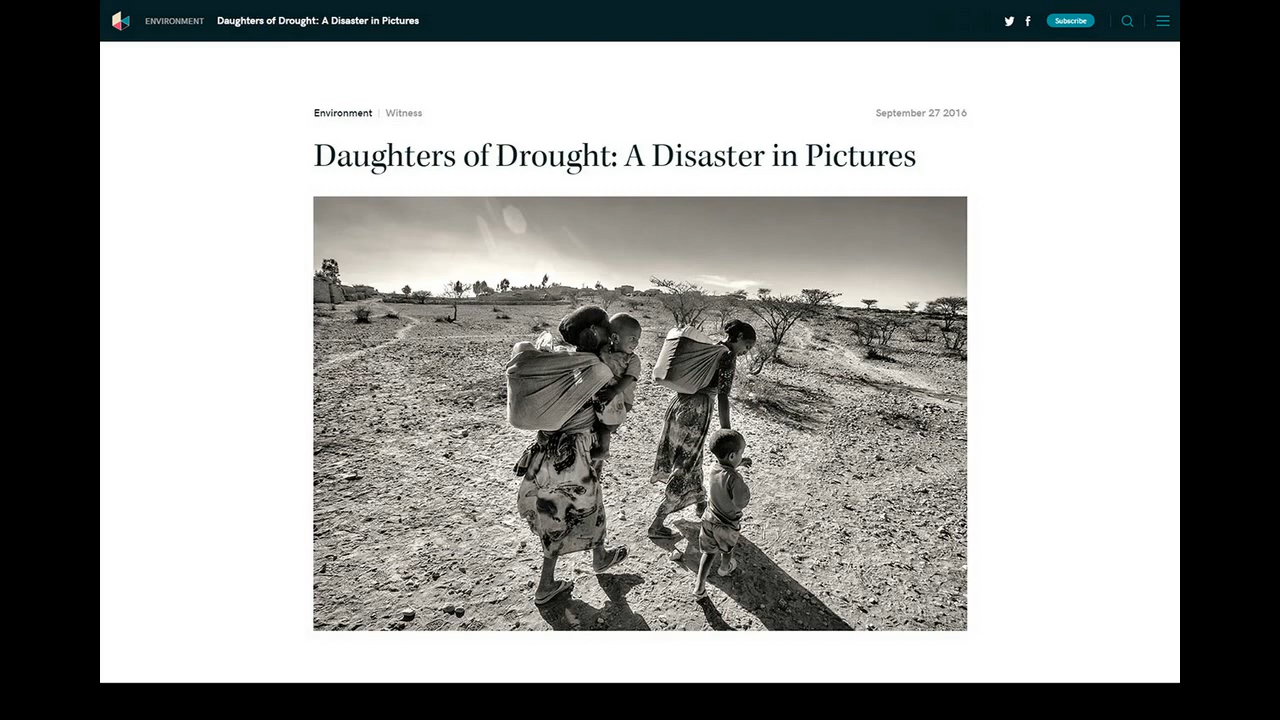 ENVIRONMENT Daughters of Drought: A Disaster in Pictures Subscribe
Environment | Witness September 27 2016
Daughters of Drought: A Disaster in Pictures